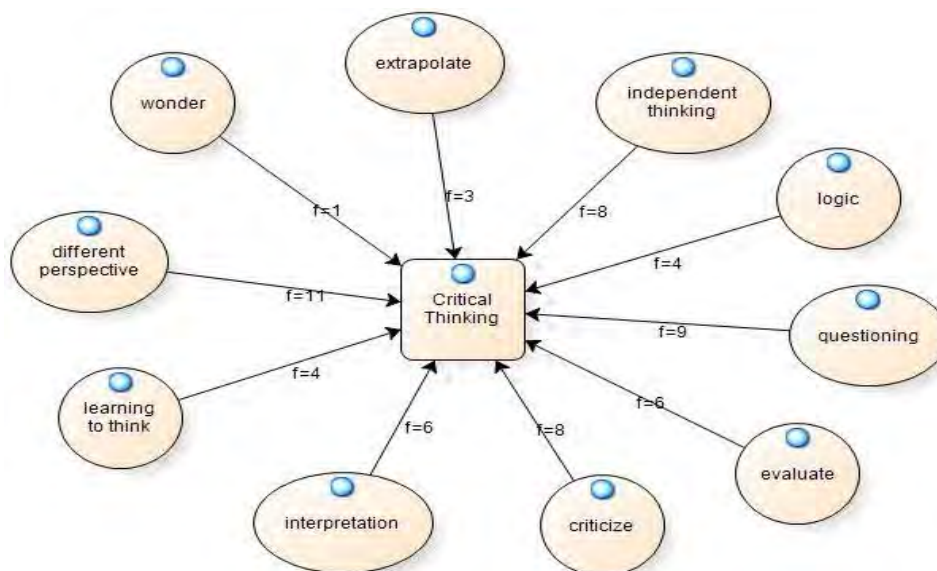 extrapolate
wonder
independent
thinking
logic
f=3
f=1
f=8
different
perspective
f=4
Critical
Thinking
f=11
f=9
questioning
learning
to think
f=4
f=6
f=8
f=6
evaluate
interpretation
criticize